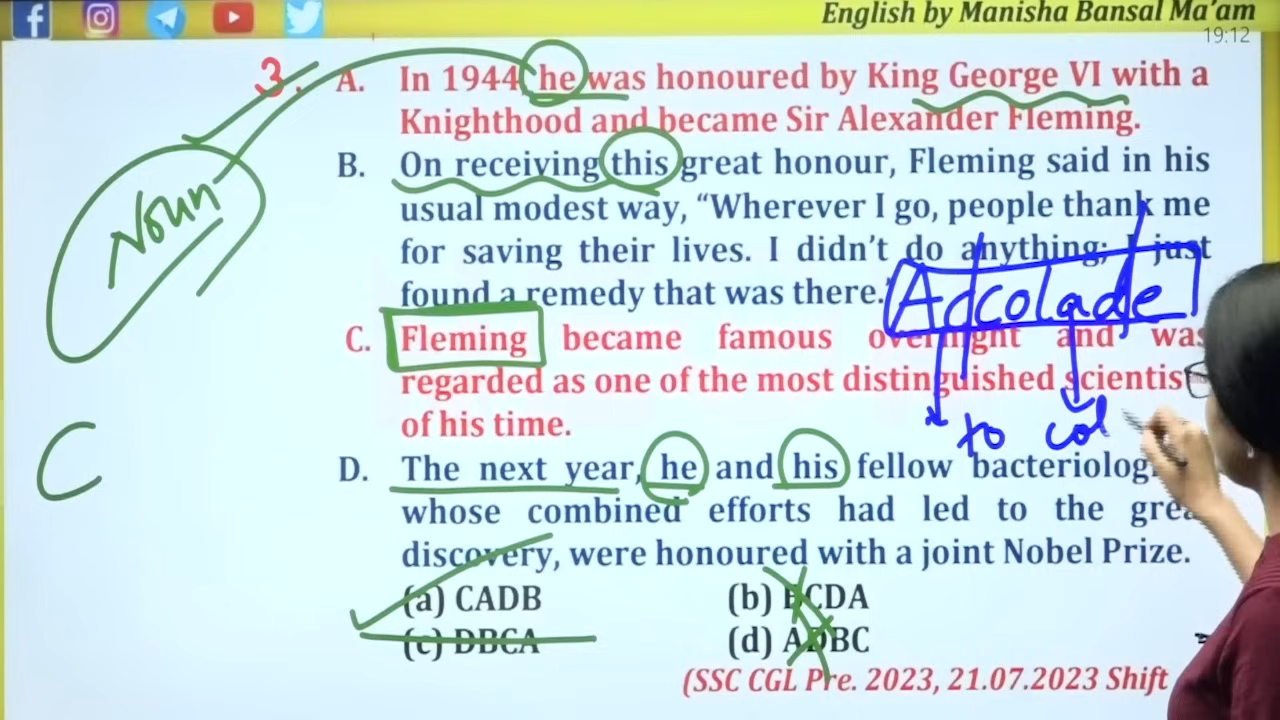 English by Manisha Bansal Ma'am
19:12
3. A. In 1944, he was honoured by King George VI with a
Knighthood and became Sir Alexander Fleming.
B. On receiving this great honour, Fleming said in his
usual modest way, “Wherever I go, people thank me
for saving their lives. I didn’t do anything; I just
found a remedy that was there.
Accolade
C. Fleming became famous overnight and was
regarded as one of the most distinguished scientis
of his time.
to col
D. The next year, he and his fellow bacteriolog
whose combined efforts had led to the grea
discovery, were honoured with a joint Nobel Prize.
(a) CADB (b) BCDA
(c) DBCA (d) ADBC
(SSC CGL Pre. 2023, 21.07.2023 Shift
Noun
C